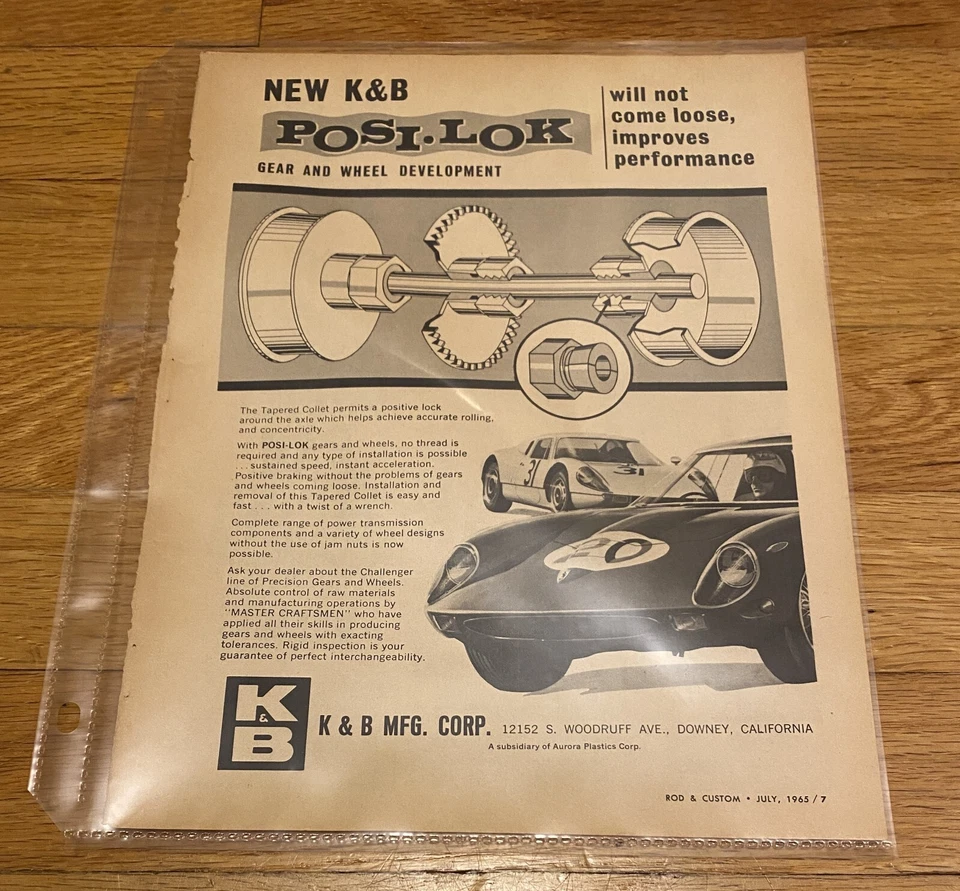 NEW K&B
POSI-LOK
GEAR AND WHEEL DEVELOPMENT
will not
come loose,
improves
performance
The Tapered Collet permits a positive lock
around the axle which helps achieve accurate rolling,
and concentricity.
With POSI-LOK gears and wheels, no thread is
required and any type of installation is possible
. . . sustained speed, instant acceleration.
Positive braking without the problems of gears
and wheels coming loose. Installation and
removal of this Tapered Collet is easy and
fast . . . with a twist of a wrench.
Complete range of power transmission
components and a variety of wheel designs
without the use of jam nuts is now
possible.
Ask your dealer about the Challenger
line of Precision Gears and Wheels.
Absolute control of raw materials
and manufacturing operations by
"MASTER CRAFTSMEN" who have
applied all their skills in producing
gears and wheels with exacting
tolerances. Rigid inspection is your
guarantee of perfect interchangeability.
31
31
20
K
&
B
K & B MFG. CORP. 12152 S. WOODRUFF AVE., DOWNEY, CALIFORNIA
A subsidiary of Aurora Plastics Corp.
ROD & CUSTOM • JULY, 1965 / 7